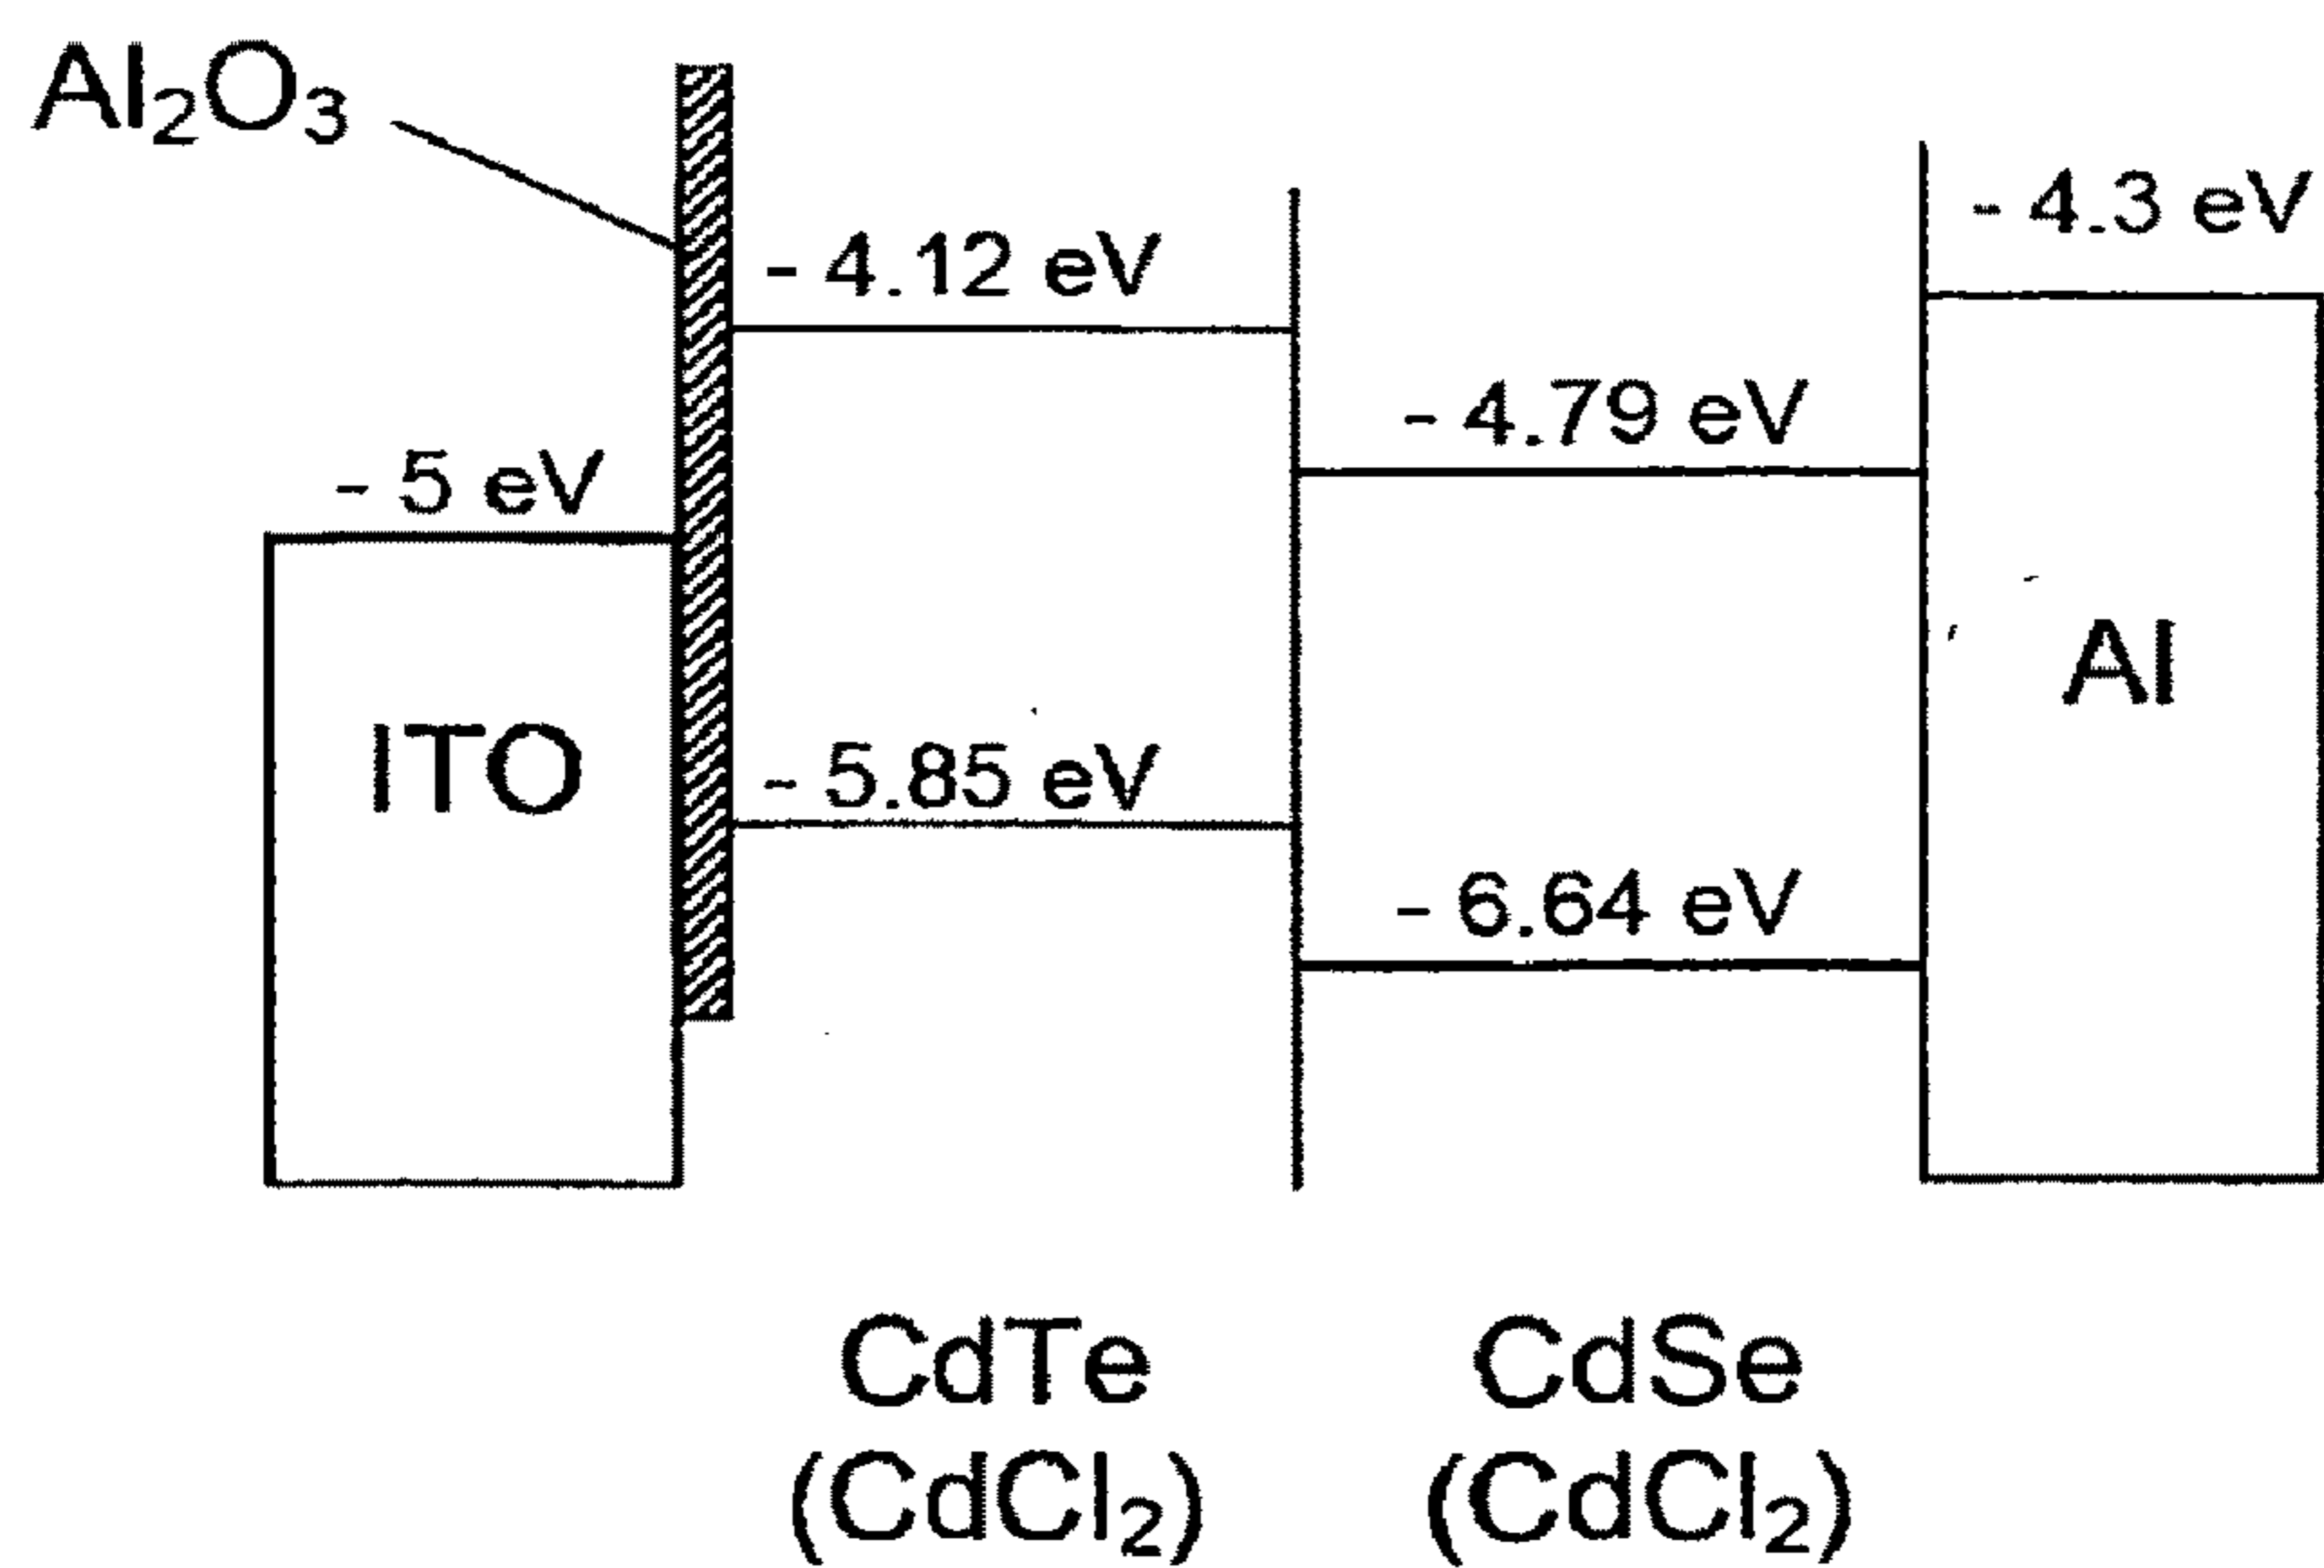 Al₂O₃
- 4.3 eV
- 4.12 eV
- 4.79 eV
- 5 eV
Al
ITO
- 5.85 eV
- 6.64 eV
CdTe
(CdCl₂)
CdSe
(CdCl₂)